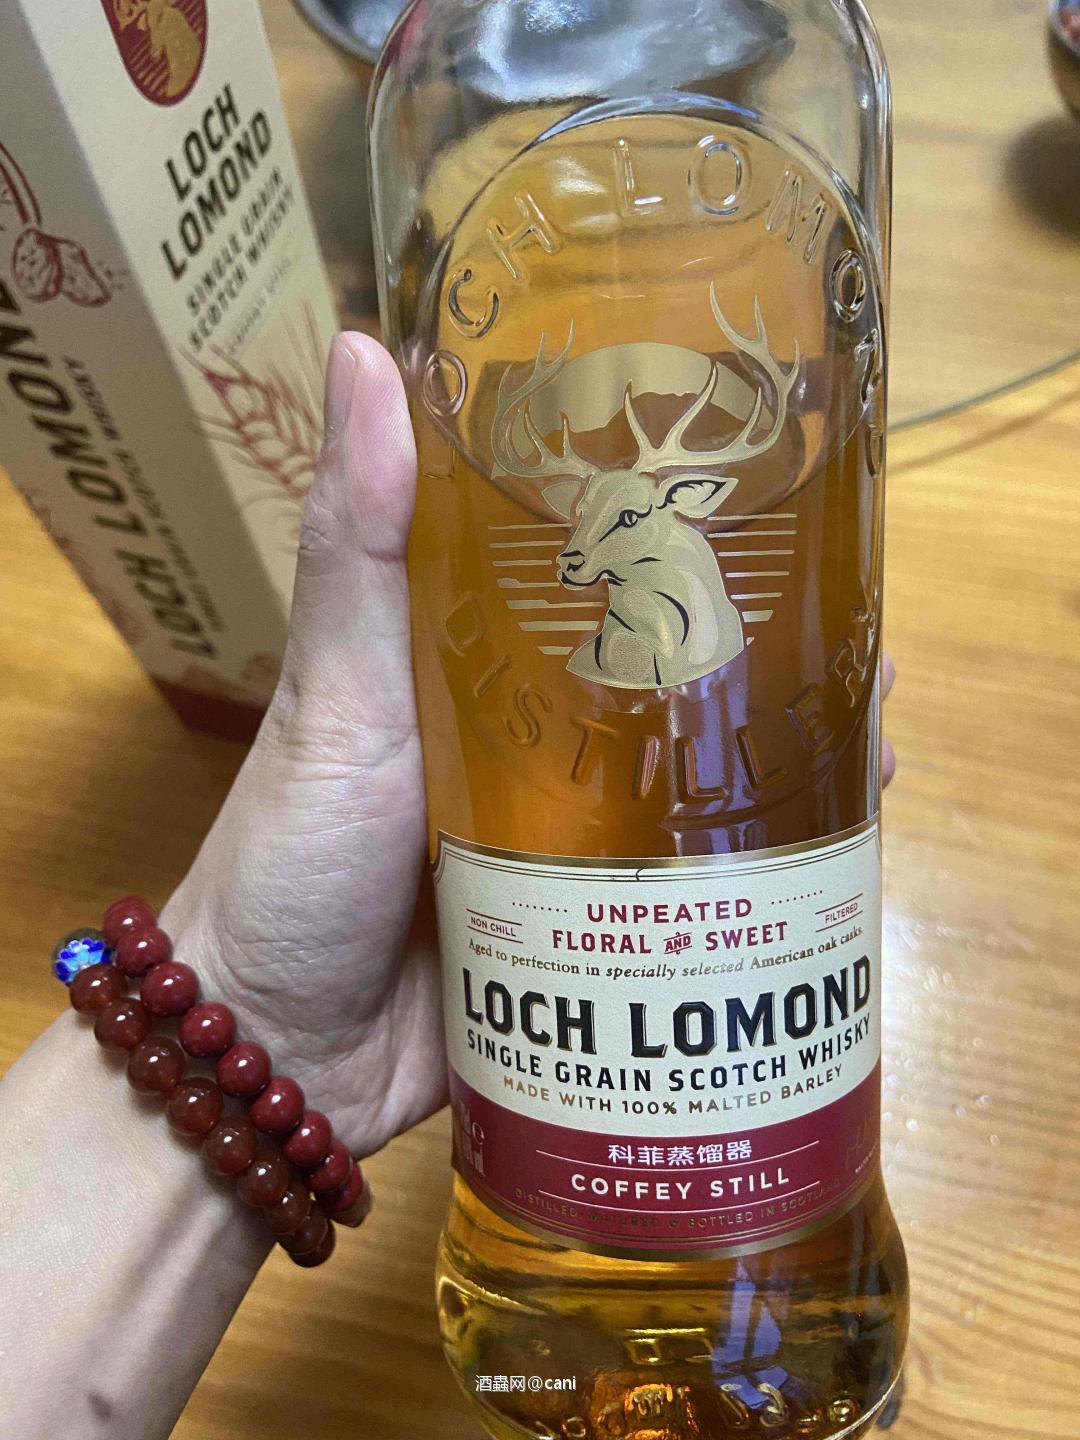 LOCH
LOMOND
SINGLE GRAIN
SCOTCH WHISKY
LOCH LOMOND
LOCH LOMOND
DISTILLERY
UNPEATED
NON CHILL
FILTERED
FLORAL AND SWEET
Aged to perfection in specially selected American oak casks.
LOCH LOMOND
SINGLE GRAIN SCOTCH WHISKY
MADE WITH 100% MALTED BARLEY
科菲蒸馏器
COFFEY STILL
DISTILLED, MATURED & BOTTLED IN SCOTLAND
酒蟲网@cani